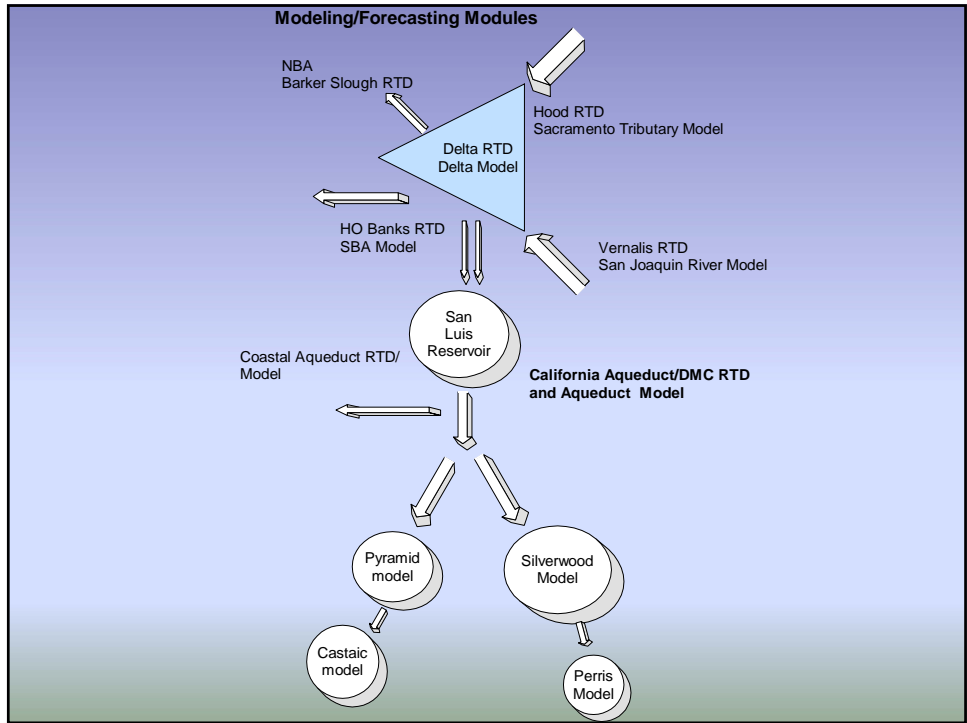 Modeling/Forecasting Modules
NBA
Barker Slough RTD
Hood RTD
Sacramento Tributary Model
Delta RTD
Delta Model
HO Banks RTD
SBA Model
Vernalis RTD
San Joaquin River Model
San
Luis
Reservoir
Coastal Aqueduct RTD/
Model
California Aqueduct/DMC RTD
and Aqueduct Model
Pyramid
model
Silverwood
Model
Castaic
model
Perris
Model